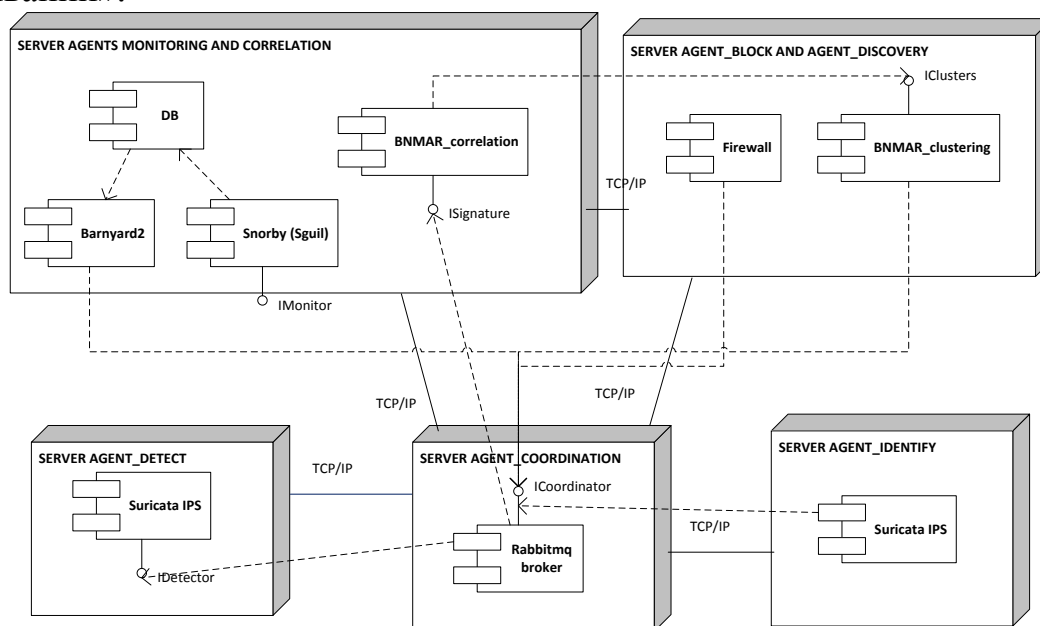 SERVER AGENTS MONITORING AND CORRELATION
DB
BNMAR_correlation
Barnyard2
Snorby (Sguil)
ISignature
IMonitor
SERVER AGENT_BLOCK AND AGENT_DISCOVERY
IClusters
Firewall
BNMAR_clustering
TCP/IP
TCP/IP
TCP/IP
SERVER AGENT_DETECT
Suricata IPS
IDetector
TCP/IP
SERVER AGENT_COORDINATION
ICoordinator
Rabbitmq
broker
TCP/IP
SERVER AGENT_IDENTIFY
Suricata IPS